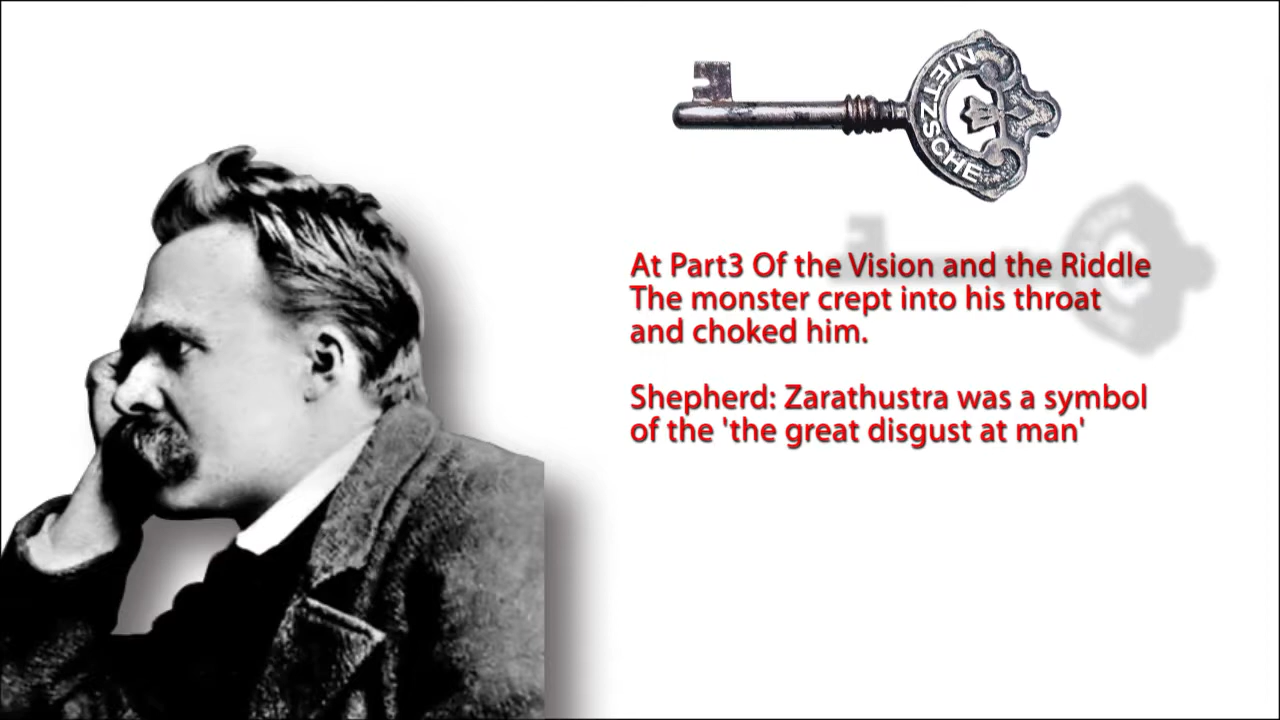 NIETZSCHE
At Part3 Of the Vision and the Riddle
The monster crept into his throat
and choked him.
Shepherd: Zarathustra was a symbol
of the 'the great disgust at man'